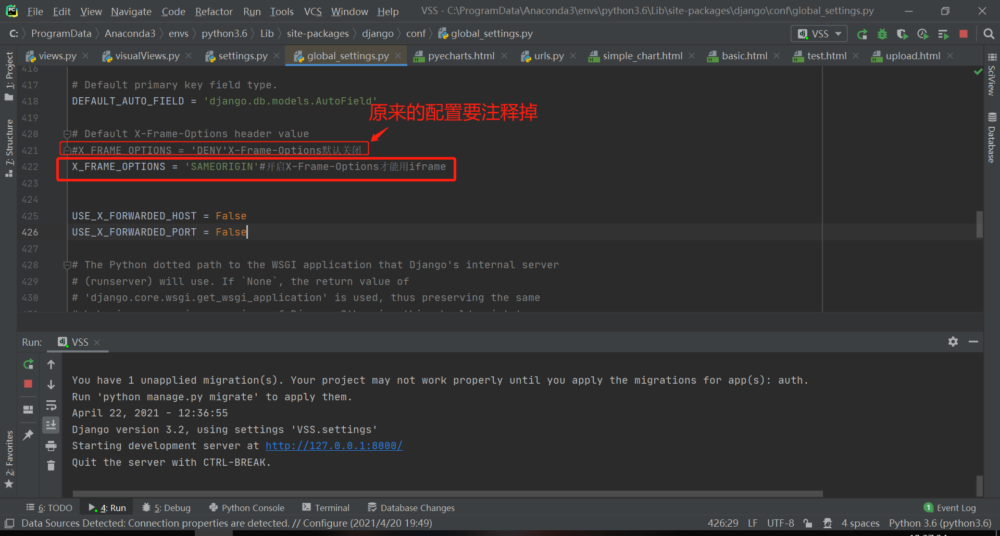 File Edit View Navigate Code Refactor Run Tools VCS Window Help VSS - C:\ProgramData\Anaconda3\envs\python3.6\Lib\site-packages\django\conf\global_settings.py
C: ProgramData Anaconda3 envs python3.6 Lib site-packages django conf global_settings.py VSS
views.py visualViews.py settings.py global_settings.py pyecharts.html urls.py simple_chart.html basic.html test.html upload.html
1: Project
7: Structure
2: Favorites
SciView
Database
416
417 # Default primary key field type.
418 DEFAULT_AUTO_FIELD = 'django.db.models.AutoField'
原来的配置要注释掉
419
420 # Default X-Frame-Options header value
421 #X_FRAME_OPTIONS = 'DENY'X-Frame-Options默认关闭
422 X_FRAME_OPTIONS = 'SAMEORIGIN'#开启X-Frame-Options才能用iframe
423
424
425 USE_X_FORWARDED_HOST = False
426 USE_X_FORWARDED_PORT = False
427
428 # The Python dotted path to the WSGI application that Django's internal server
429 # (runserver) will use. If `None`, the return value of
430 # 'django.core.wsgi.get_wsgi_application' is used, thus preserving the same
Run: VSS
You have 1 unapplied migration(s). Your project may not work properly until you apply the migrations for app(s): auth.
Run 'python manage.py migrate' to apply them.
April 22, 2021 - 12:36:55
Django version 3.2, using settings 'VSS.settings'
Starting development server at http://127.0.0.1:8000/
Quit the server with CTRL-BREAK.
6: TODO 4: Run 5: Debug Python Console Terminal Database Changes 1 Event Log
Data Sources Detected: Connection properties are detected. // Configure (2021/4/20 19:49) 426:29 LF UTF-8 4 spaces Python 3.6 (python3.6)